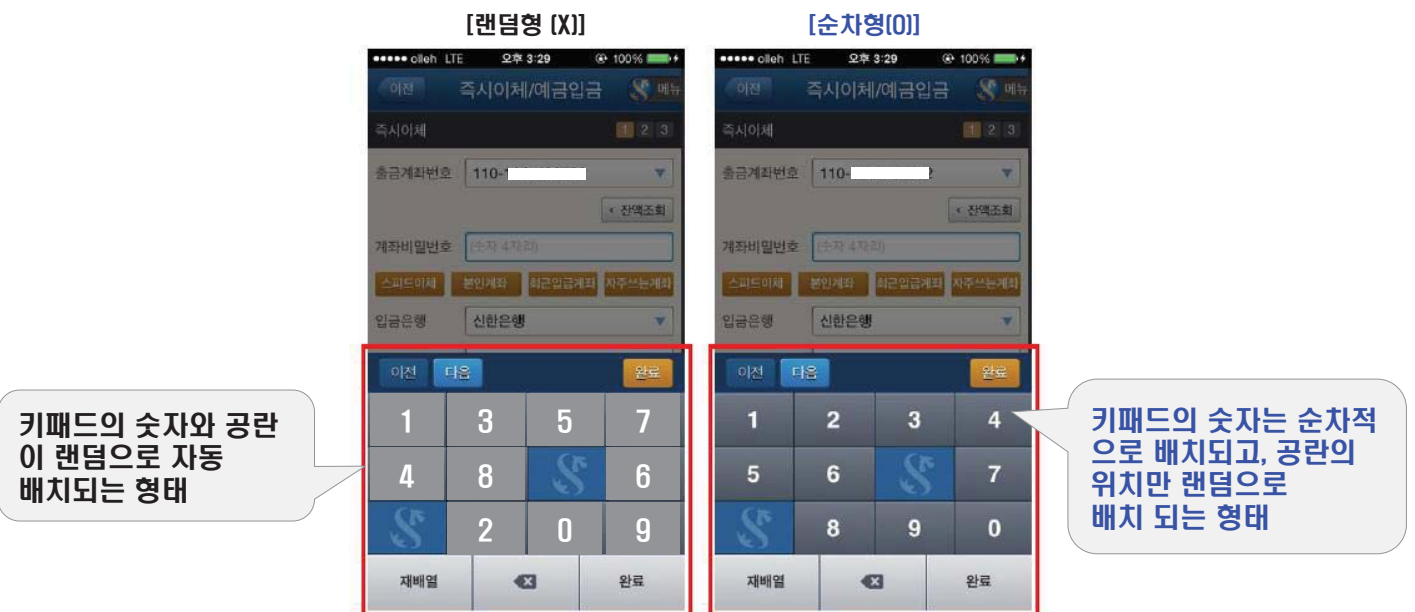 [랜덤형 (X)]
[순차형(O)]
olleh LTE 오후 3:29 100%
이전 즉시이체/예금입금 메뉴
즉시이체 1 2 3
출금계좌번호 110-
잔액조회
계좌비밀번호 (숫자 4자리)
스피드이체 본인계좌 최근입금계좌 자주쓰는계좌
입금은행 신한은행
이전 다음 완료
1 3 5 7
4 8 6
2 0 9
재배열 완료
olleh LTE 오후 3:29 100%
이전 즉시이체/예금입금 메뉴
즉시이체 1 2 3
출금계좌번호 110-
잔액조회
계좌비밀번호 (숫자 4자리)
스피드이체 본인계좌 최근입금계좌 자주쓰는계좌
입금은행 신한은행
이전 다음 완료
1 2 3 4
5 6 7
8 9 0
재배열 완료
키패드의 숫자와 공란
이 랜덤으로 자동
배치되는 형태
키패드의 숫자는 순차적
으로 배치되고, 공란의
위치만 랜덤으로
배치 되는 형태